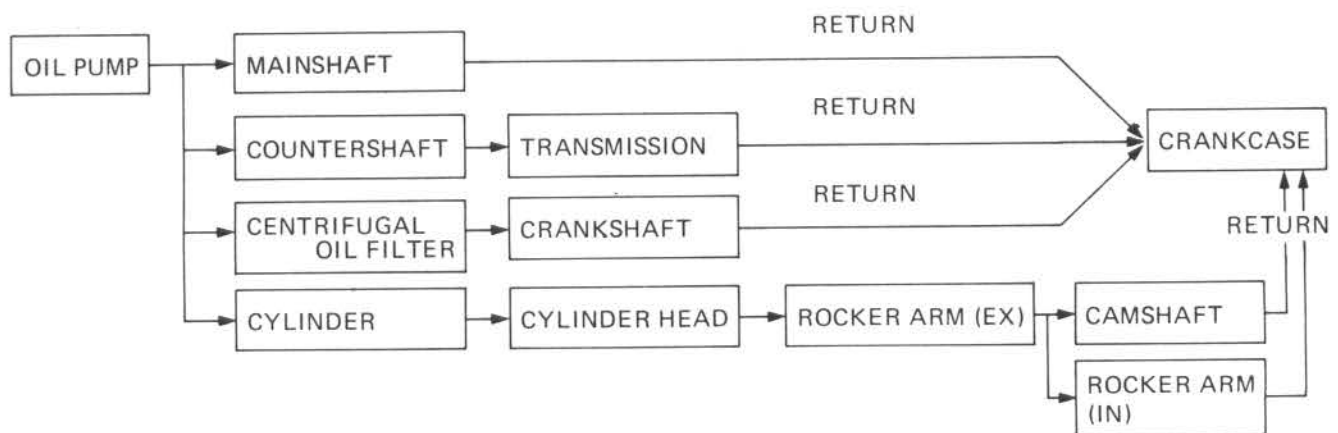 RETURN
OIL PUMP
MAINSHAFT
RETURN
COUNTERSHAFT
TRANSMISSION
CRANKCASE
RETURN
CENTRIFUGAL
OIL FILTER
CRANKSHAFT
RETURN
CYLINDER
CYLINDER HEAD
ROCKER ARM (EX)
CAMSHAFT
ROCKER ARM
(IN)